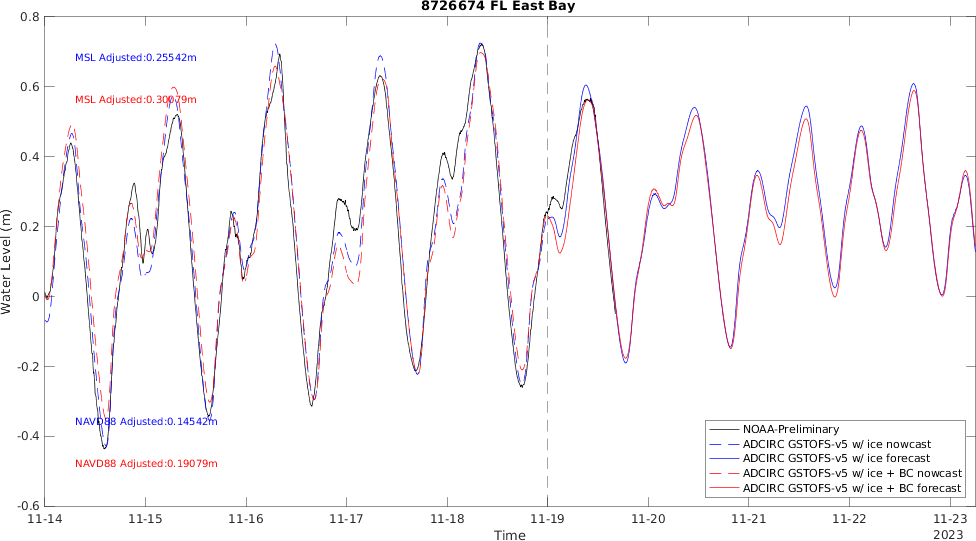 8726674 FL East Bay
0.8
MSL Adjusted:0.25542m
0.6
MSL Adjusted:0.30079m
0.4
0.2
Water Level (m)
0
-0.2
NAVD88 Adjusted:0.14542m
-0.4
NAVD88 Adjusted:0.19079m
-0.6
NOAA-Preliminary
ADCIRC GSTOFS-v5 w/ ice nowcast
ADCIRC GSTOFS-v5 w/ ice forecast
ADCIRC GSTOFS-v5 w/ ice + BC nowcast
ADCIRC GSTOFS-v5 w/ ice + BC forecast
11-14 11-15 11-16 11-17 11-18 11-19 11-20 11-21 11-22 11-23
Time
2023